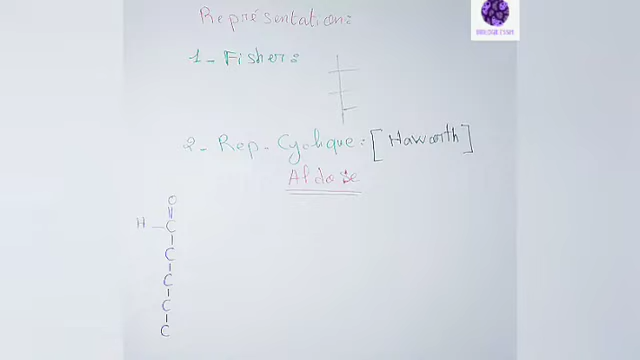 Représentation:
1- Fisher:
2- Rep. Cyclique: [Haworth]
Aldose
O
H - C
C
C
C
C